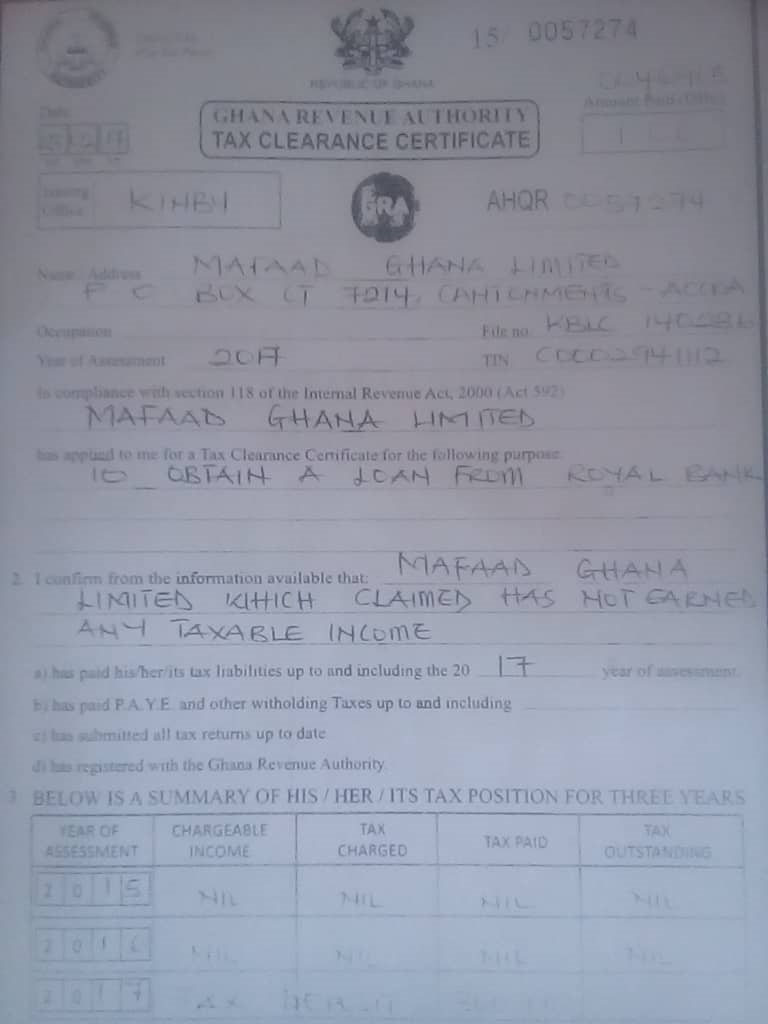 15/ 0057274
REPUBLIC OF GHANA
Date
Amount Paid (GH¢)
GHANA REVENUE AUTHORITY
TAX CLEARANCE CERTIFICATE
Issuing
Office
KINBU
GRA
AHQR 0057274
Name / Address MAFAAD GHANA LIMITED
P O BOX CT 7214, CANTONMENTS - ACCRA
Occupation
File no.
Year of Assessment 2017 TIN C0002941112
In compliance with section 118 of the Internal Revenue Act, 2000 (Act 592)
MAFAAD GHANA LIMITED
has applied to me for a Tax Clearance Certificate for the following purpose:
TO OBTAIN A LOAN FROM ROYAL BANK
2. I confirm from the information available that: MAFAAD GHANA
LIMITED WHICH CLAIMED HAS NOT EARNED
ANY TAXABLE INCOME
a) has paid his/her/its tax liabilities up to and including the 20 17 year of assessment.
b) has paid P.A.Y.E. and other witholding Taxes up to and including
c) has submitted all tax returns up to date
d) has registered with the Ghana Revenue Authority.
3. BELOW IS A SUMMARY OF HIS / HER / ITS TAX POSITION FOR THREE YEARS
YEAR OF ASSESSMENT CHARGEABLE INCOME TAX CHARGED TAX PAID TAX OUTSTANDING
2015 NIL NIL NIL NIL
2016 NIL NIL NIL NIL
2017 TAX